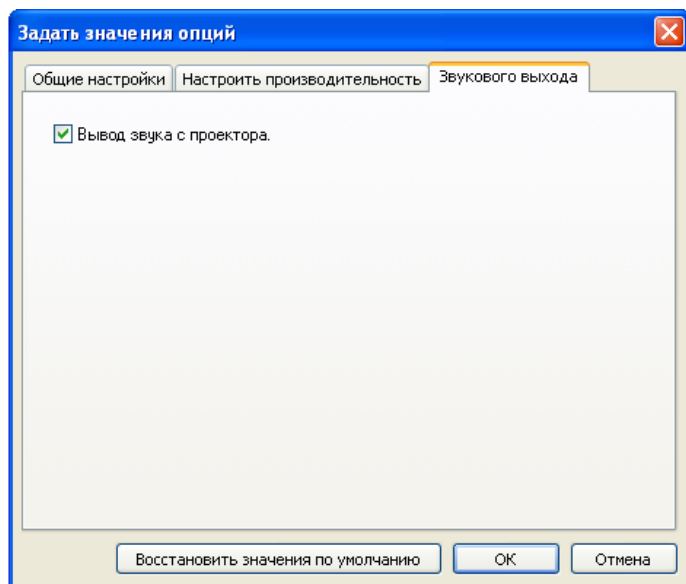 Задать значения опций
Общие настройки Настроить производительность Звукового выхода
Вывод звука с проектора.
Восстановить значения по умолчанию OK Отмена